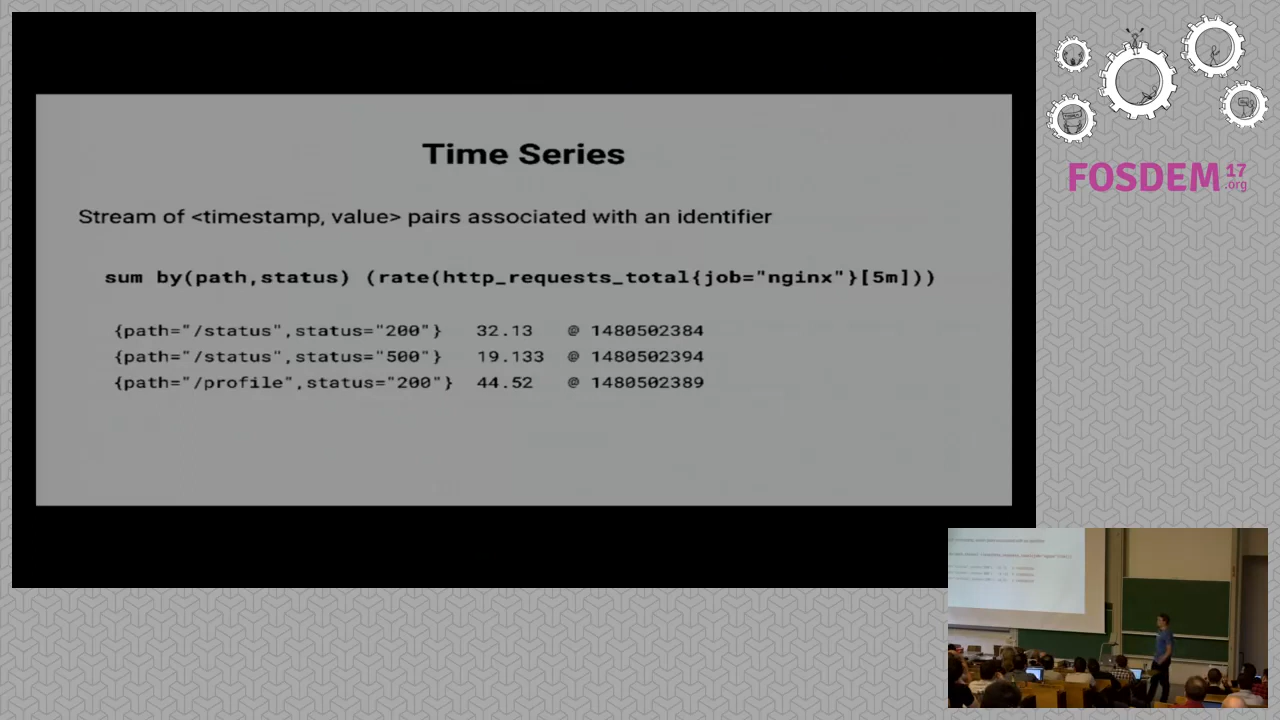 Time Series
Stream of <timestamp, value> pairs associated with an identifier
sum by(path,status) (rate(http_requests_total{job="nginx"}[5m]))
{path="/status",status="200"} 32.13 @ 1480502384
{path="/status",status="500"} 19.133 @ 1480502394
{path="/profile",status="200"} 44.52 @ 1480502389
FOSDEM 17
.org